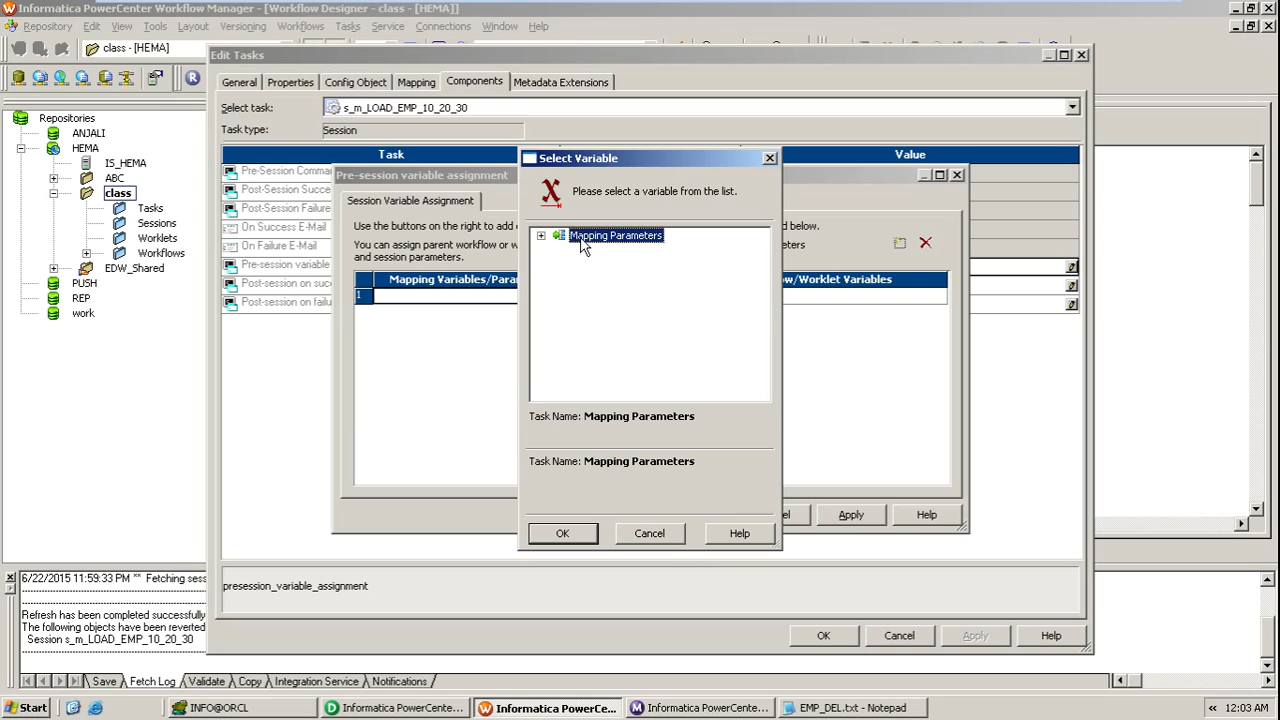 Informatica PowerCenter Workflow Manager - [Workflow Designer - class - (HEMA)]
Repository Edit View Tools Layout Versioning Workflows Tasks Service Connections Window Help
class - (HEMA)
Edit Tasks
General Properties Config Object Mapping Components Metadata Extensions
Select task: s_m_LOAD_EMP_10_20_30
Task type: Session
Task Value
Repositories
ANJALI
HEMA
IS_HEMA
ABC
class
Tasks
Sessions
Worklets
Workflows
EDW_Shared
PUSH
REP
work
Pre-Session Comma
Post-Session Succe
Post-Session Failure
On Success E-Mail
On Failure E-Mail
Pre-session variable
Post-session on suc
Post-session on failu
Pre-session variable assignment
Session Variable Assignment
Use the buttons on the right to add
You can assign parent workflow or w
and session parameters.
below.
meters
Mapping Variables/Para
ow/Worklet Variables
1
Apply Help
Select Variable
Please select a variable from the list.
Mapping Parameters
Task Name: Mapping Parameters
Task Name: Mapping Parameters
OK Cancel Help
presession_variable_assignment
OK Cancel Apply Help
6/22/2015 11:59:33 PM ** Fetching sess
Refresh has been completed successfully
The following objects have been reverted
Session s_m_LOAD_EMP_10_20_30
Save Fetch Log Validate Copy Integration Service Notifications
Start INFO@ORCL Informatica PowerCente... Informatica PowerCe... Informatica PowerCente... EMP_DEL.txt - Notepad 12:03 AM